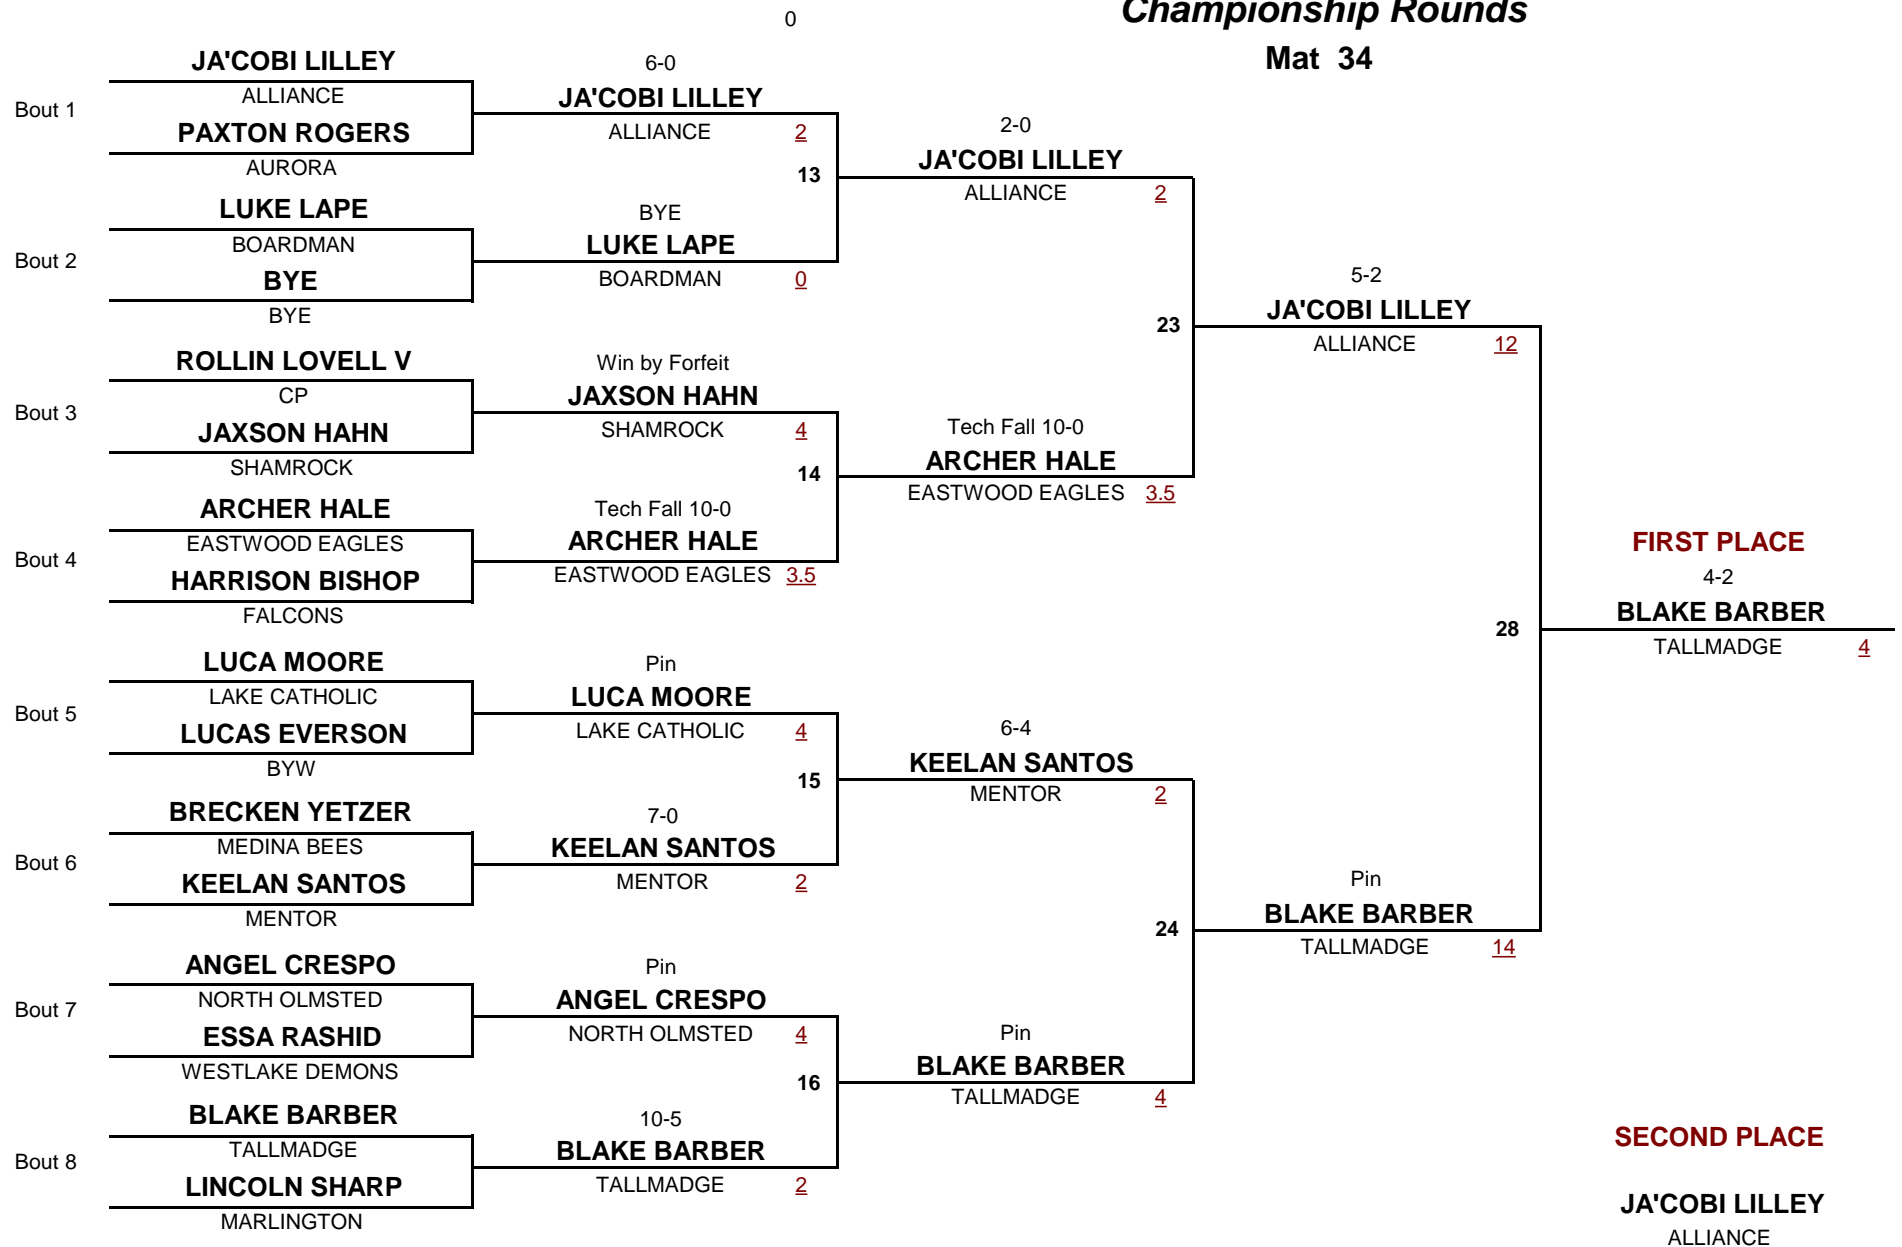 Championship Rounds
0
Mat 34
JA'COBI LILLEY
ALLIANCE
Bout 1
PAXTON ROGERS
AURORA
LUKE LAPE
BOARDMAN
Bout 2
BYE
BYE
ROLLIN LOVELL V
CP
Bout 3
JAXSON HAHN
SHAMROCK
ARCHER HALE
EASTWOOD EAGLES
Bout 4
HARRISON BISHOP
FALCONS
LUCA MOORE
LAKE CATHOLIC
Bout 5
LUCAS EVERSON
BYW
BRECKEN YETZER
MEDINA BEES
Bout 6
KEELAN SANTOS
MENTOR
ANGEL CRESPO
NORTH OLMSTED
Bout 7
ESSA RASHID
WESTLAKE DEMONS
BLAKE BARBER
TALLMADGE
Bout 8
LINCOLN SHARP
MARLINGTON
6-0
JA'COBI LILLEY
ALLIANCE 2
13
BYE
LUKE LAPE
BOARDMAN 0
Win by Forfeit
JAXSON HAHN
SHAMROCK 4
14
Tech Fall 10-0
ARCHER HALE
EASTWOOD EAGLES 3.5
Pin
LUCA MOORE
LAKE CATHOLIC 4
15
7-0
KEELAN SANTOS
MENTOR 2
Pin
ANGEL CRESPO
NORTH OLMSTED 4
16
10-5
BLAKE BARBER
TALLMADGE 2
2-0
JA'COBI LILLEY
ALLIANCE 2
23
Tech Fall 10-0
ARCHER HALE
EASTWOOD EAGLES 3.5
6-4
KEELAN SANTOS
MENTOR 2
24
Pin
BLAKE BARBER
TALLMADGE 4
5-2
JA'COBI LILLEY
ALLIANCE 12
28
Pin
BLAKE BARBER
TALLMADGE 14
FIRST PLACE
4-2
BLAKE BARBER
TALLMADGE 4
SECOND PLACE
JA'COBI LILLEY
ALLIANCE